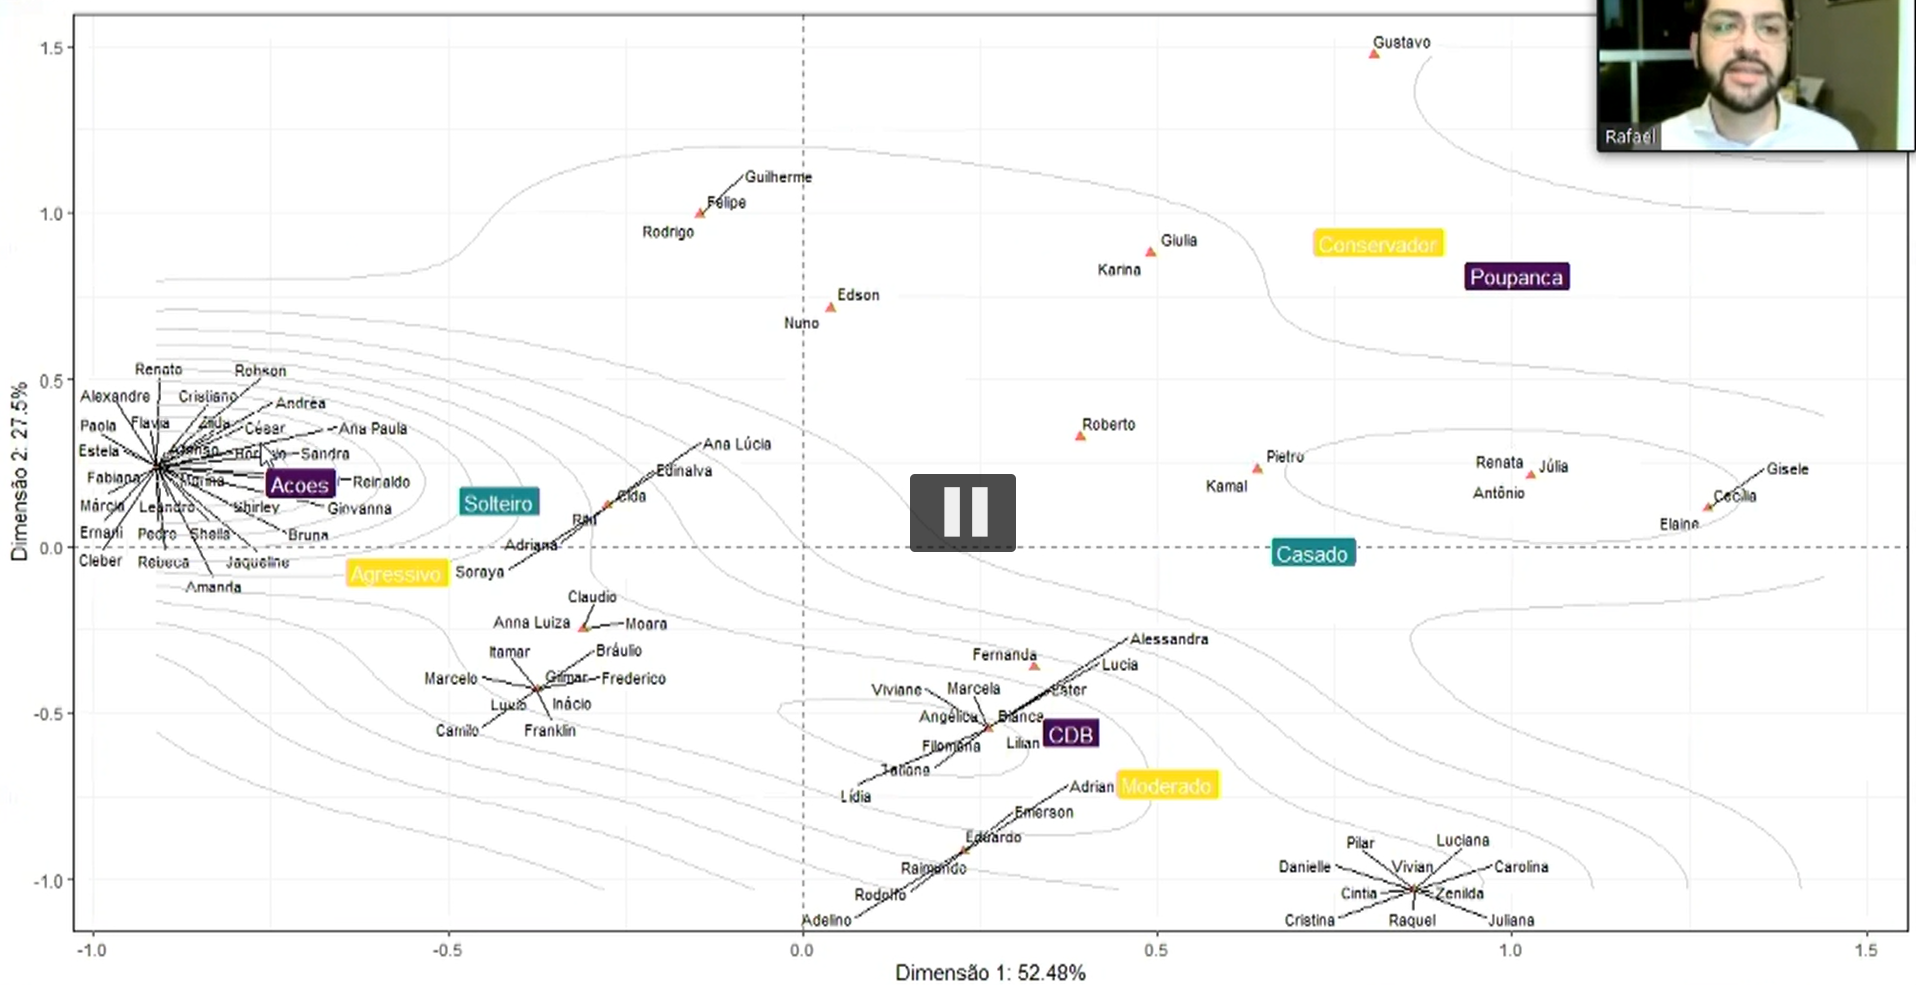 Gustavo
Rafael
1.5
Guilherme
Felipe
1.0
Rodrigo
Giulia
Conservador
Karina
Poupanca
Edson
Nuno
Renato
Robson
0.5
Alexandre
Cristiano
Andréa
Paola
Flavia
Zilda
César
Ana Paula
Roberto
Ana Lúcia
Estela
Sandra
Pietro
Renata
Júlia
Gisele
Edinalva
Fabiana
Marina
Acoes
Reinaldo
Kamal
Antônio
Cecília
Cida
Márcia
Leandro
Shirley
Giovanna
Solteiro
Elaine
Ernani
Pedro
Sheila
Bruna
Adriana
0.0
Casado
Cleber
Rebeca
Jaqueline
Agressivo
Soraya
Amanda
Claudio
Anna Luiza
Moara
Alessandra
Itamar
Bráulio
Fernanda
Lucia
Marcelo
Gilmar
Frederico
Viviane
Marcela
Ester
Inácio
-0.5
Angélica
Bianca
Camilo
Franklin
CDB
Filomena
Lilian
Tatiane
Lídia
Adrian
Moderado
Emerson
Eduardo
Pilar
Luciana
Raimundo
Danielle
Vivian
Carolina
-1.0
Rodolfo
Cintia
Zenilda
Adelino
Cristina
Raquel
Juliana
-1.0
-0.5
0.0
0.5
1.0
1.5
Dimensão 1: 52.48%
Dimensão 2: 27.5%